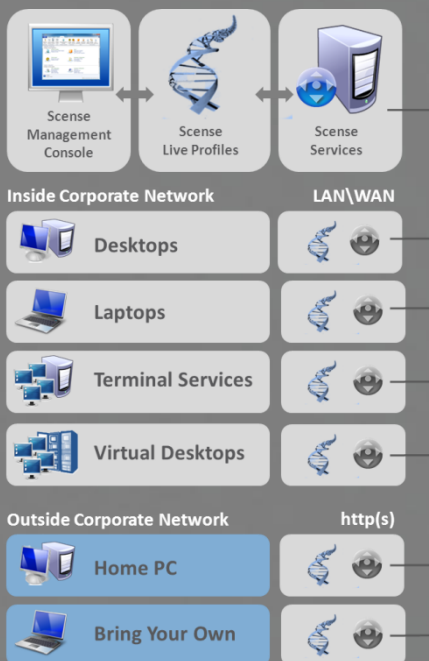 Scense
Management
Console
Scense
Live Profiles
Scense
Services
Inside Corporate Network LAN\WAN
Desktops
Laptops
Terminal Services
Virtual Desktops
Outside Corporate Network http(s)
Home PC
Bring Your Own